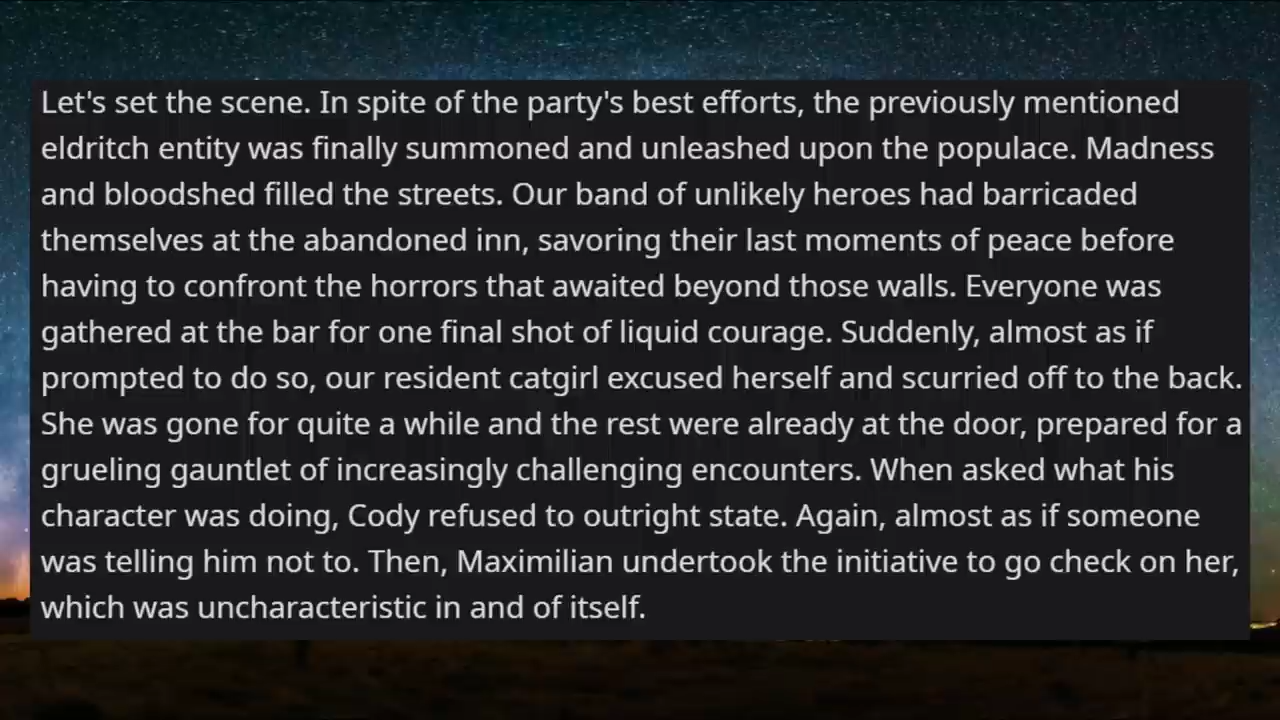 Let's set the scene. In spite of the party's best efforts, the previously mentioned
eldritch entity was finally summoned and unleashed upon the populace. Madness
and bloodshed filled the streets. Our band of unlikely heroes had barricaded
themselves at the abandoned inn, savoring their last moments of peace before
having to confront the horrors that awaited beyond those walls. Everyone was
gathered at the bar for one final shot of liquid courage. Suddenly, almost as if
prompted to do so, our resident catgirl excused herself and scurried off to the back.
She was gone for quite a while and the rest were already at the door, prepared for a
grueling gauntlet of increasingly challenging encounters. When asked what his
character was doing, Cody refused to outright state. Again, almost as if someone
was telling him not to. Then, Maximilian undertook the initiative to go check on her,
which was uncharacteristic in and of itself.